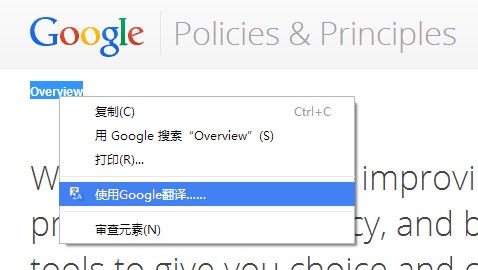 Google Policies & Principles
Overview
复制(C) Ctrl+C
用 Google 搜索“Overview”(S)
打印(R)...
使用Google翻译......
审查元素(N)
W improvi
pr cy, and b
tools to give you choice and c